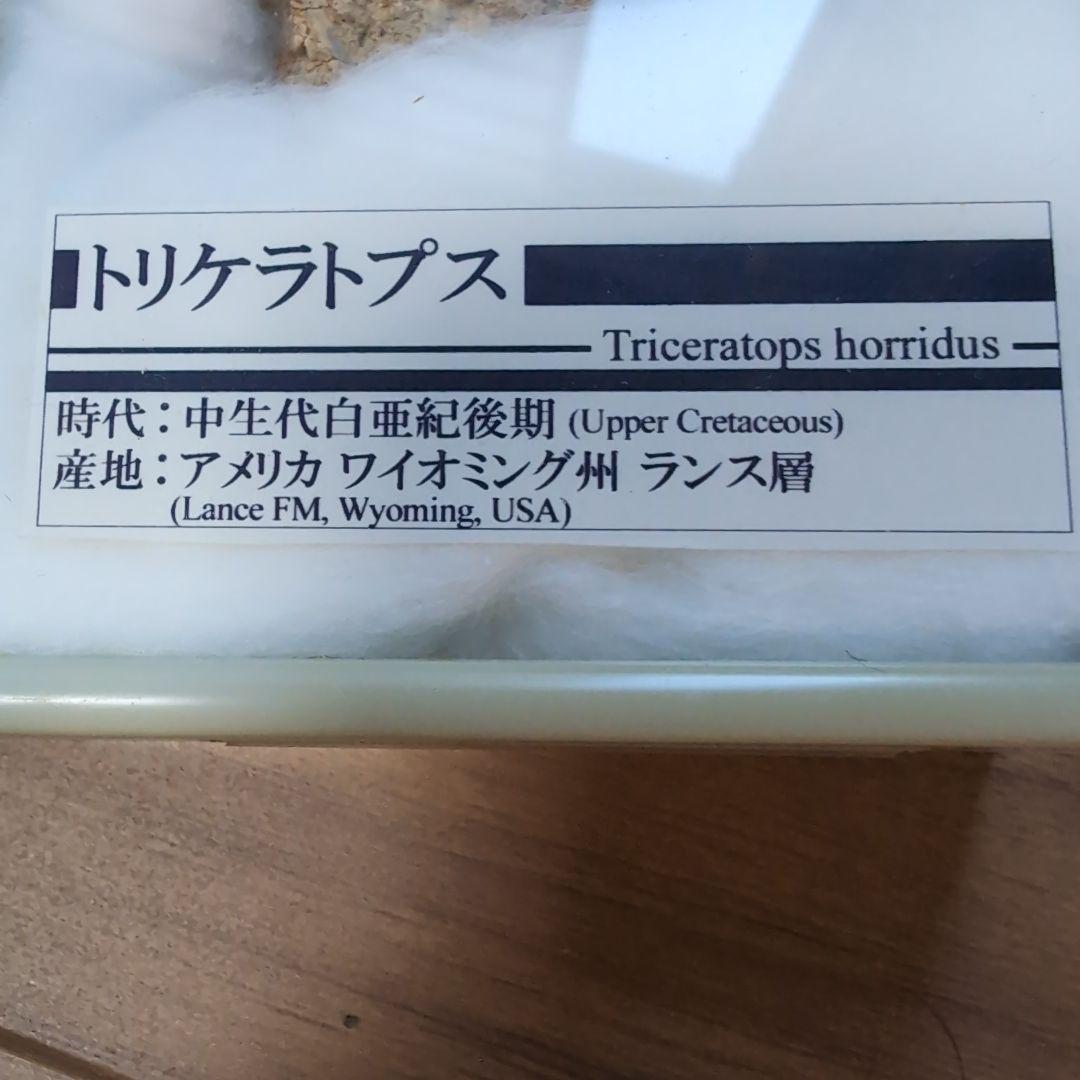 トリケラトプス
Triceratops horridus
時代：中生代白亜紀後期 (Upper Cretaceous)
産地：アメリカ ワイオミング州 ランス層
(Lance FM, Wyoming, USA)